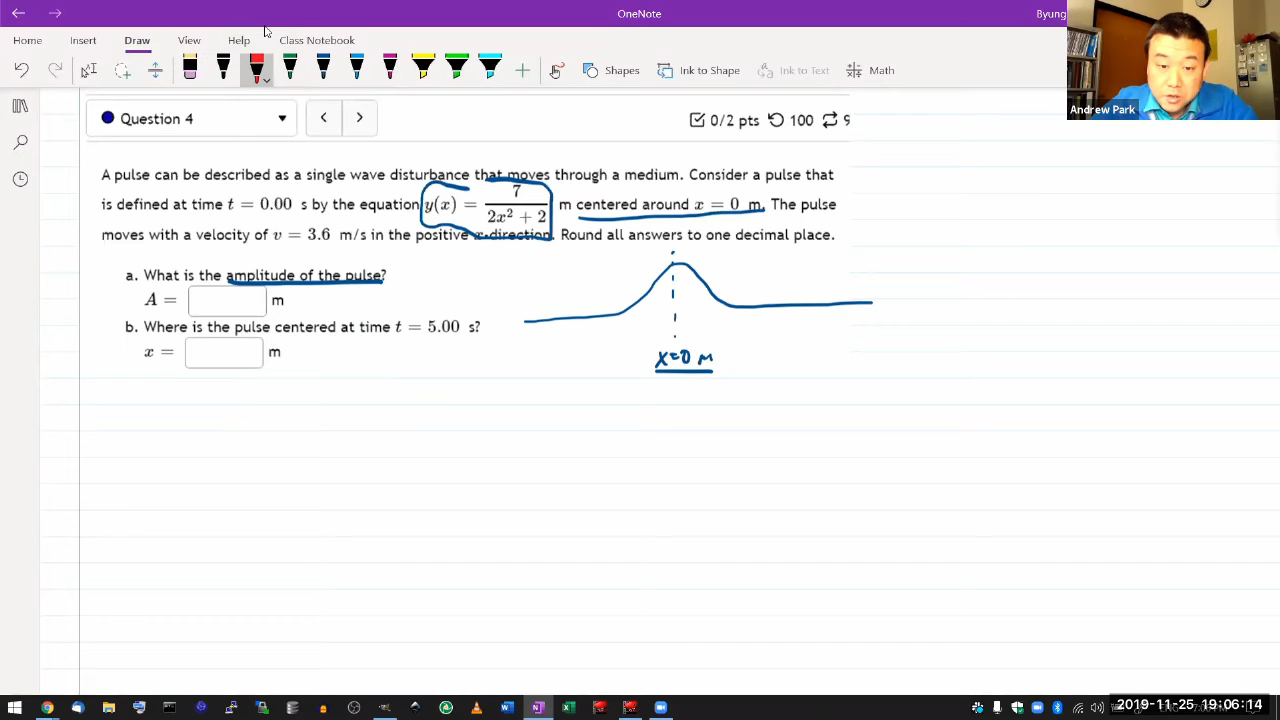 OneNote
Byung
Home Insert Draw View Help Class Notebook
Shapes Ink to Shape Ink to Text Math
Andrew Park
Question 4
0/2 pts 100 9
A pulse can be described as a single wave disturbance that moves through a medium. Consider a pulse that
is defined at time t = 0.00 s by the equation y(x) = 7 / (2x² + 2) m centered around x = 0 m. The pulse
moves with a velocity of v = 3.6 m/s in the positive x-direction. Round all answers to one decimal place.
a. What is the amplitude of the pulse?
A = m
b. Where is the pulse centered at time t = 5.00 s?
x = m
x=0 m
2019-11-25 19:06:14